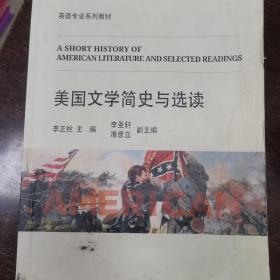 英语专业系列教材
A SHORT HISTORY OF
AMERICAN LITERATURE AND SELECTED READINGS
美国文学简史与选读
李正栓 主编 李圣轩 滑彦立 副主编
AMERICAN